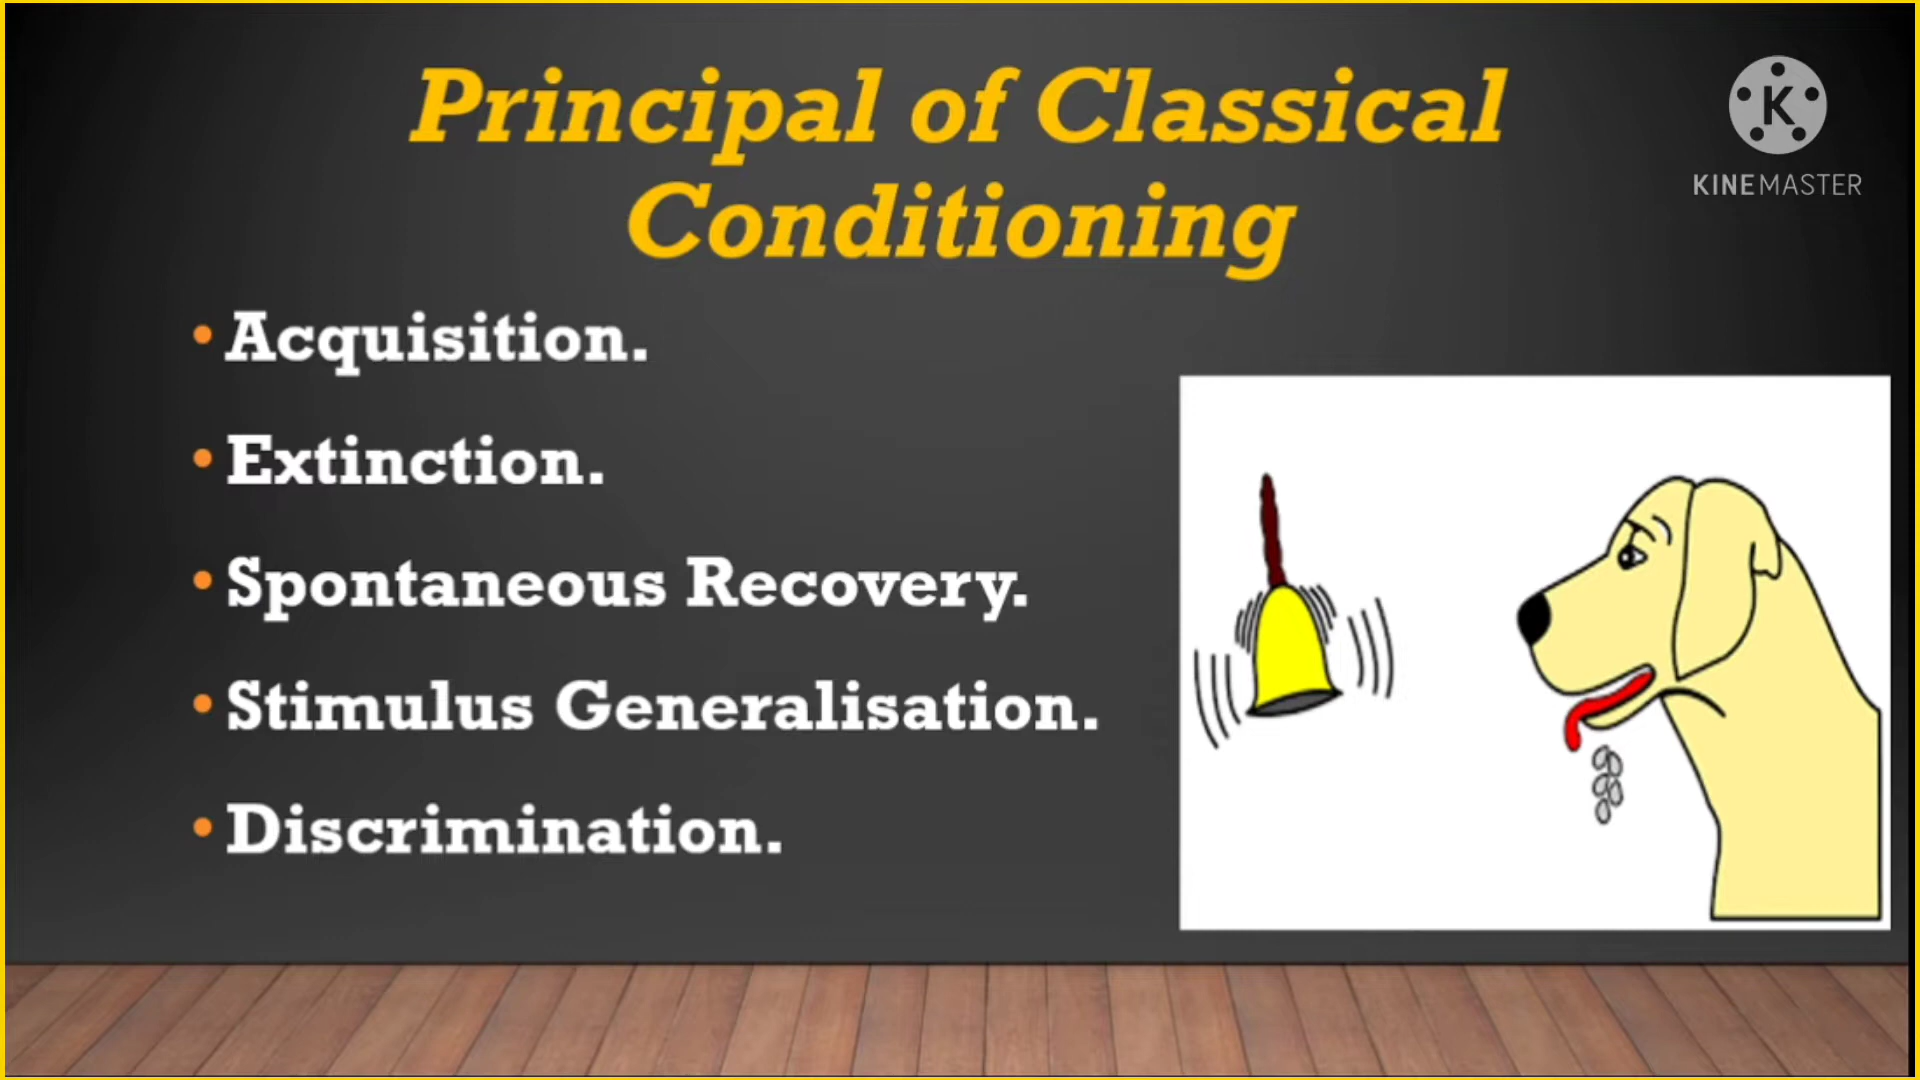 Principal of Classical
Conditioning
K
KINEMASTER
• Acquisition.
• Extinction.
• Spontaneous Recovery.
• Stimulus Generalisation.
• Discrimination.